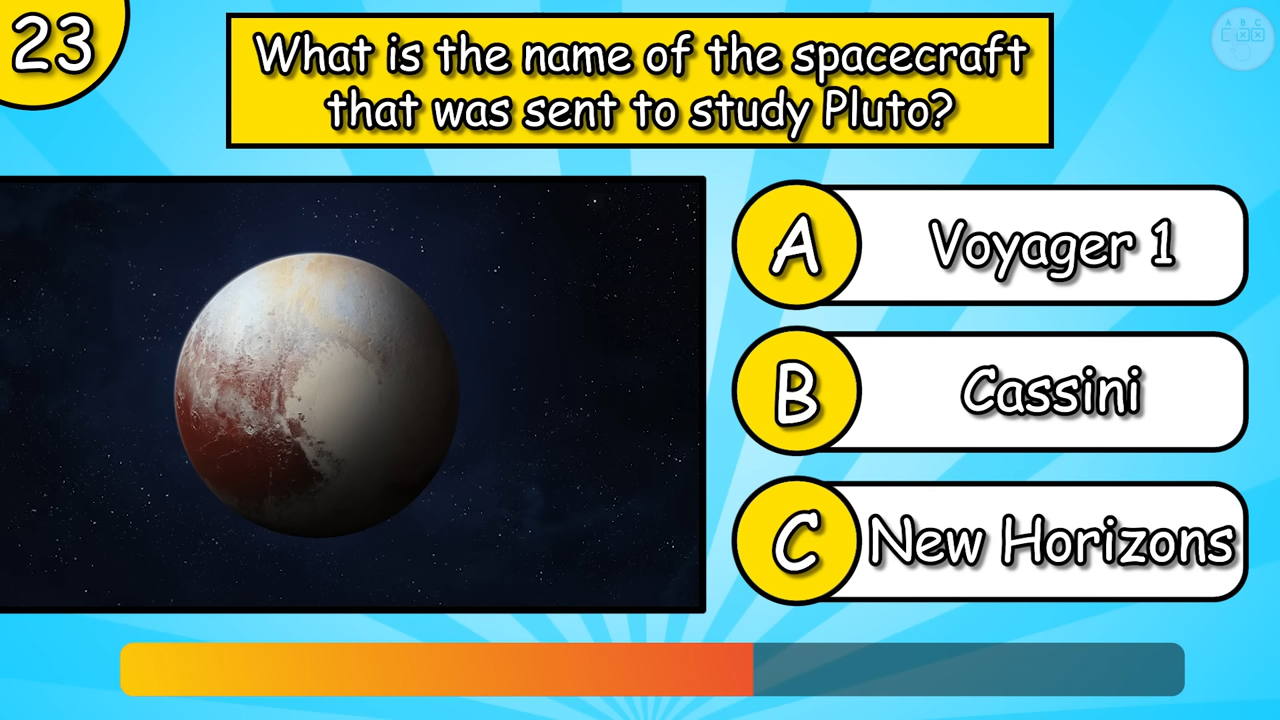 23
What is the name of the spacecraft
that was sent to study Pluto?
A B C
A Voyager 1
B Cassini
C New Horizons